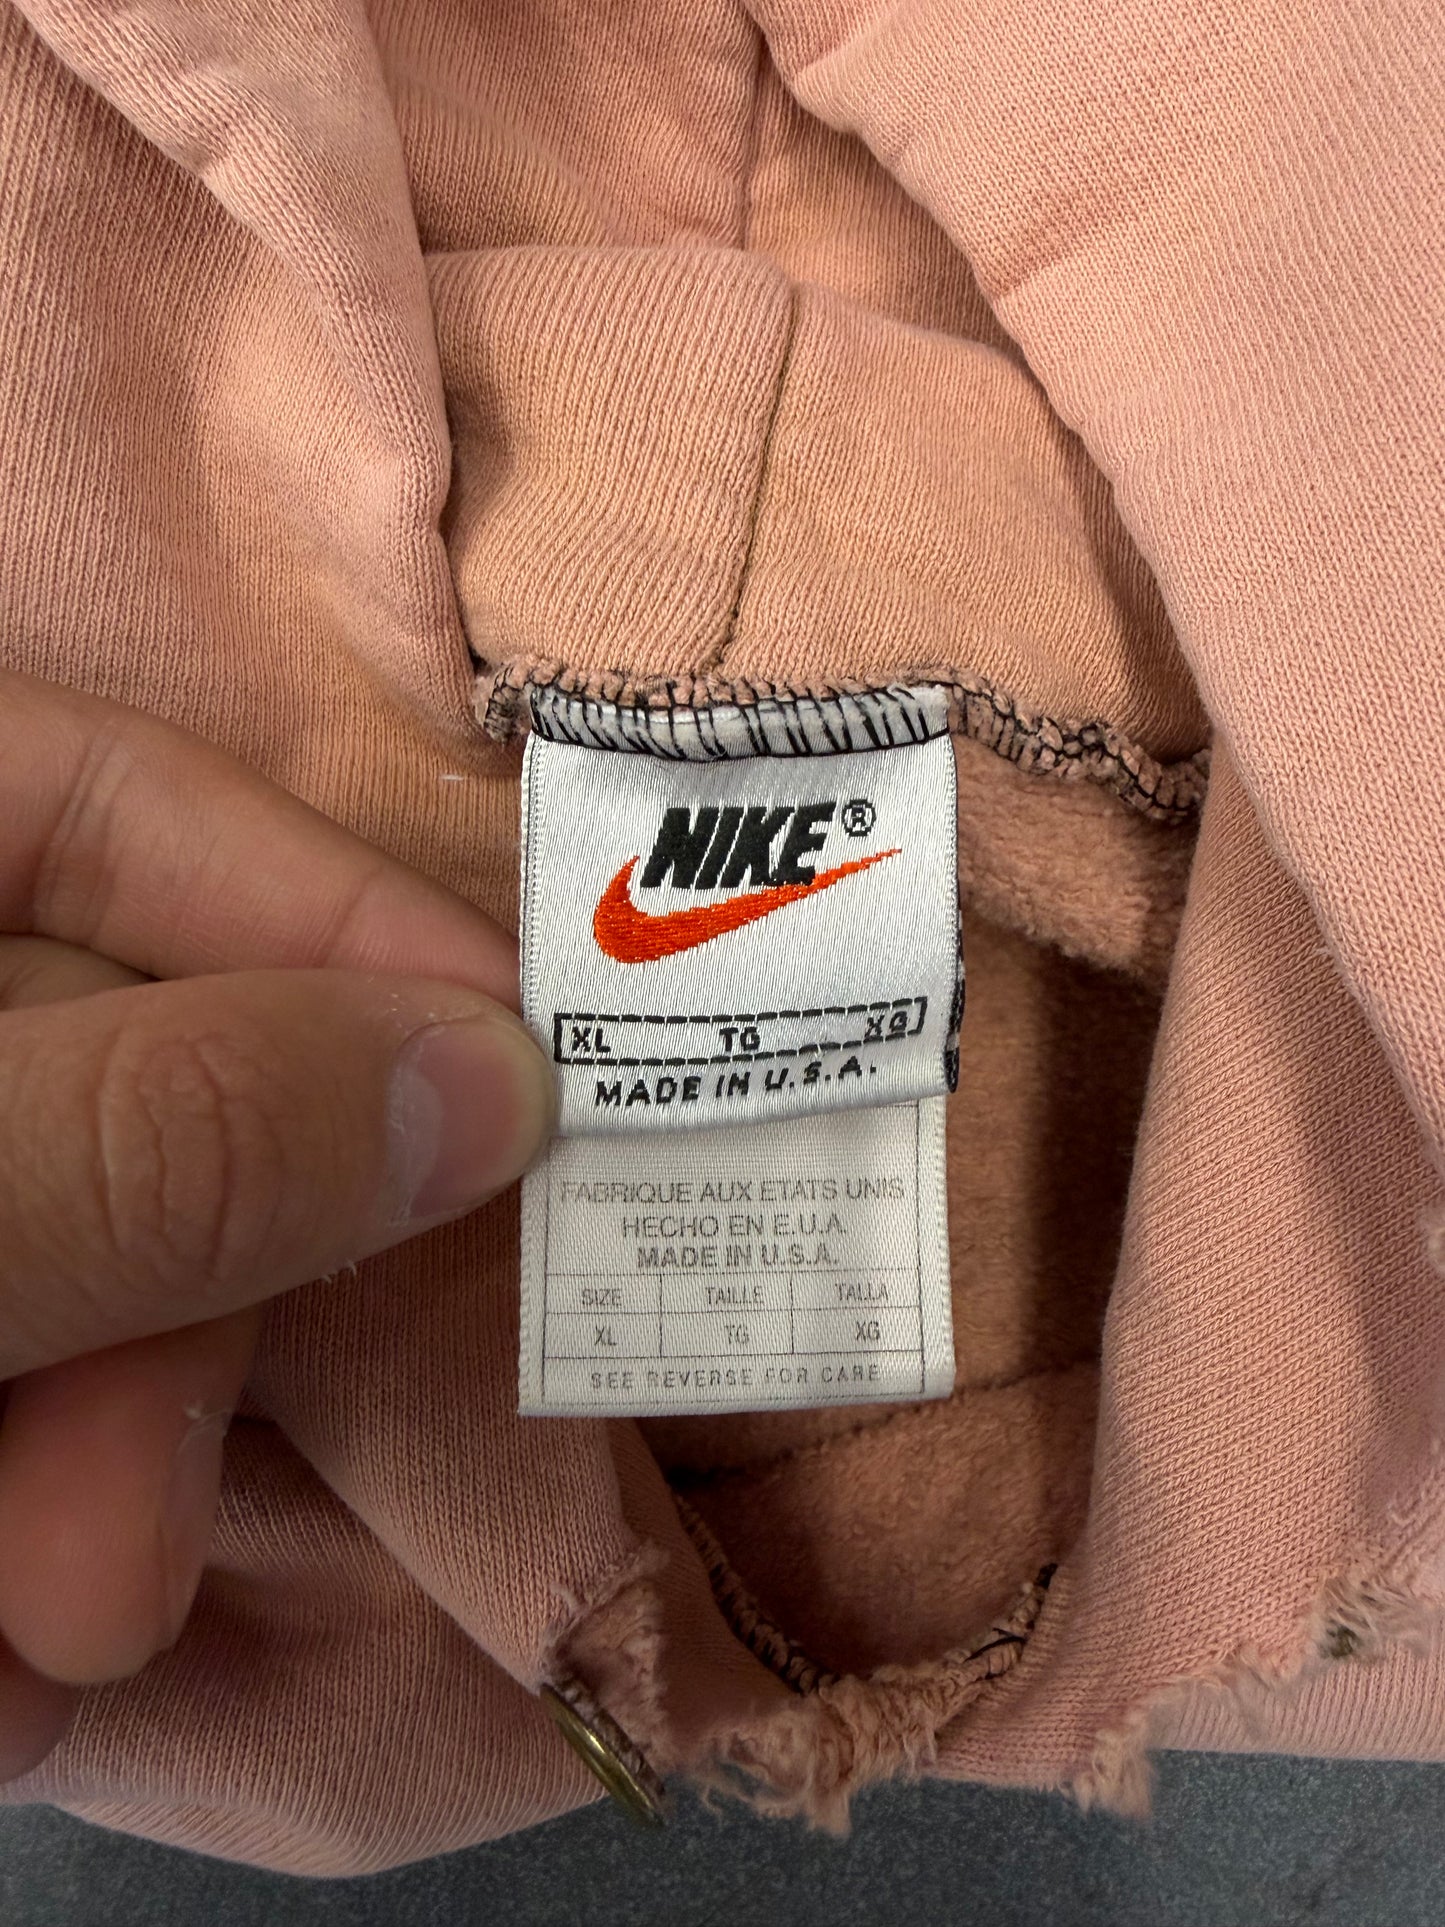 NIKE®
XL TG XG
MADE IN U.S.A.
FABRIQUE AUX ETATS UNIS
HECHO EN E.U.A.
MADE IN U.S.A.
SIZE TAILLE TALLA
XL TG XG
SEE REVERSE FOR CARE